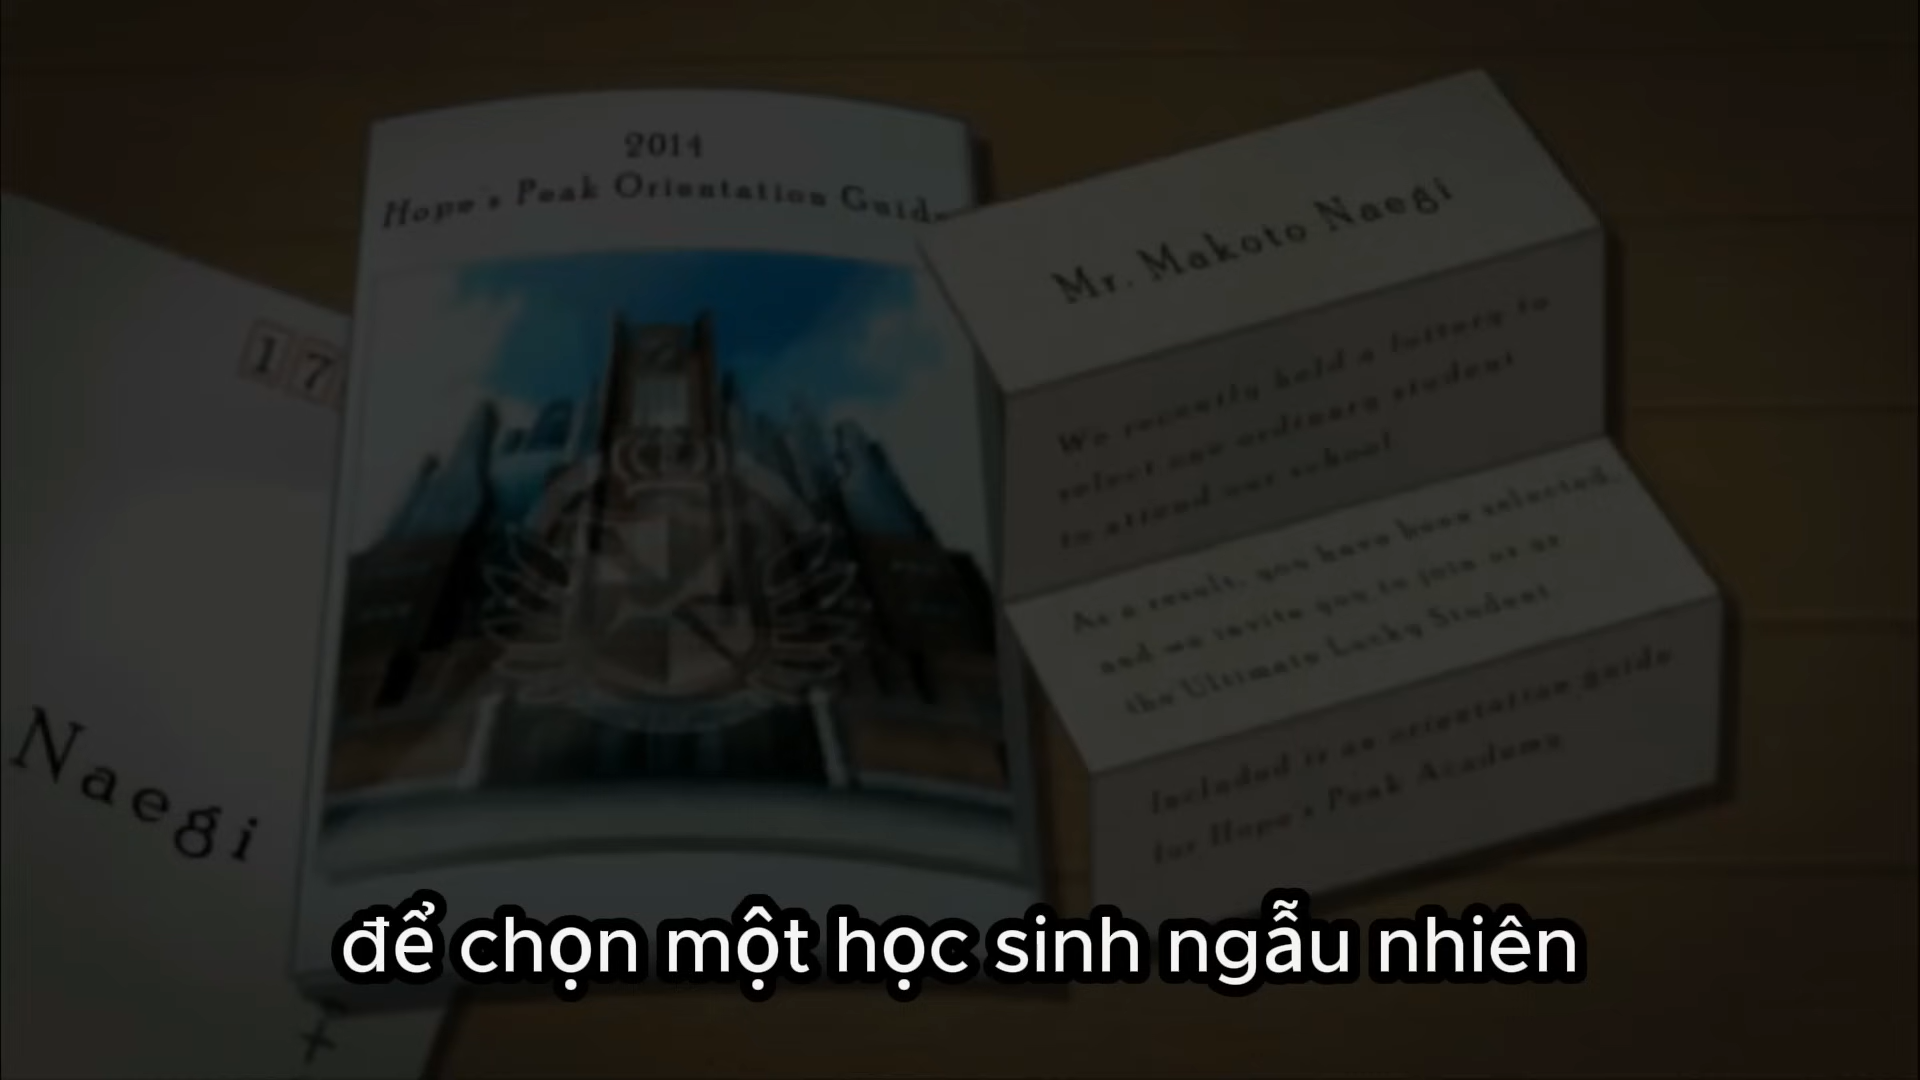 2014
Hope's Peak Orientation Guide
17
Naegi
Mr. Makoto Naegi
We recently held a lottery to
select one ordinary student
to attend our school.
As a result, you have been selected,
and we invite you to join us as
the Ultimate Lucky Student.
Included is an orientation guide
for Hope's Peak Academy
để chọn một học sinh ngẫu nhiên